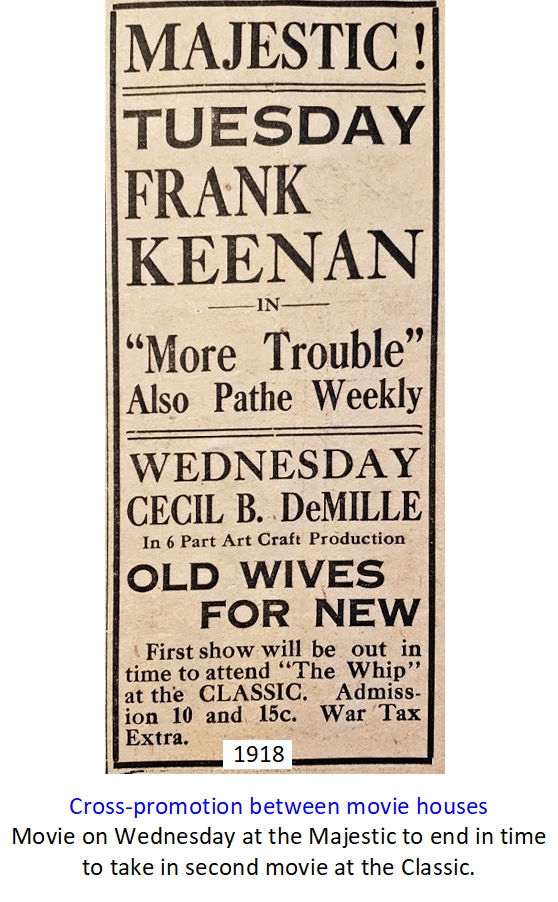 MAJESTIC!
TUESDAY
FRANK
KEENAN
IN
"More Trouble"
Also Pathe Weekly
WEDNESDAY
CECIL B. DeMILLE
In 6 Part Art Craft Production
OLD WIVES
FOR NEW
First show will be out in
time to attend "The Whip"
at the CLASSIC. Admiss-
ion 10 and 15c. War Tax
Extra.
1918
Cross-promotion between movie houses
Movie on Wednesday at the Majestic to end in time
to take in second movie at the Classic.